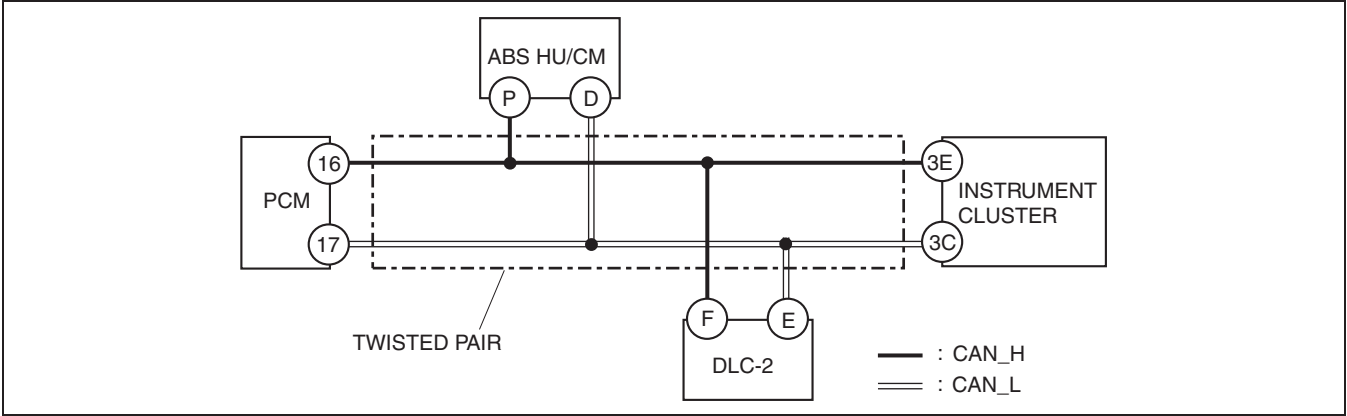 ABS HU/CM
P
D
16
3E
PCM
INSTRUMENT
CLUSTER
17
3C
F
E
TWISTED PAIR
DLC-2
: CAN_H
: CAN_L